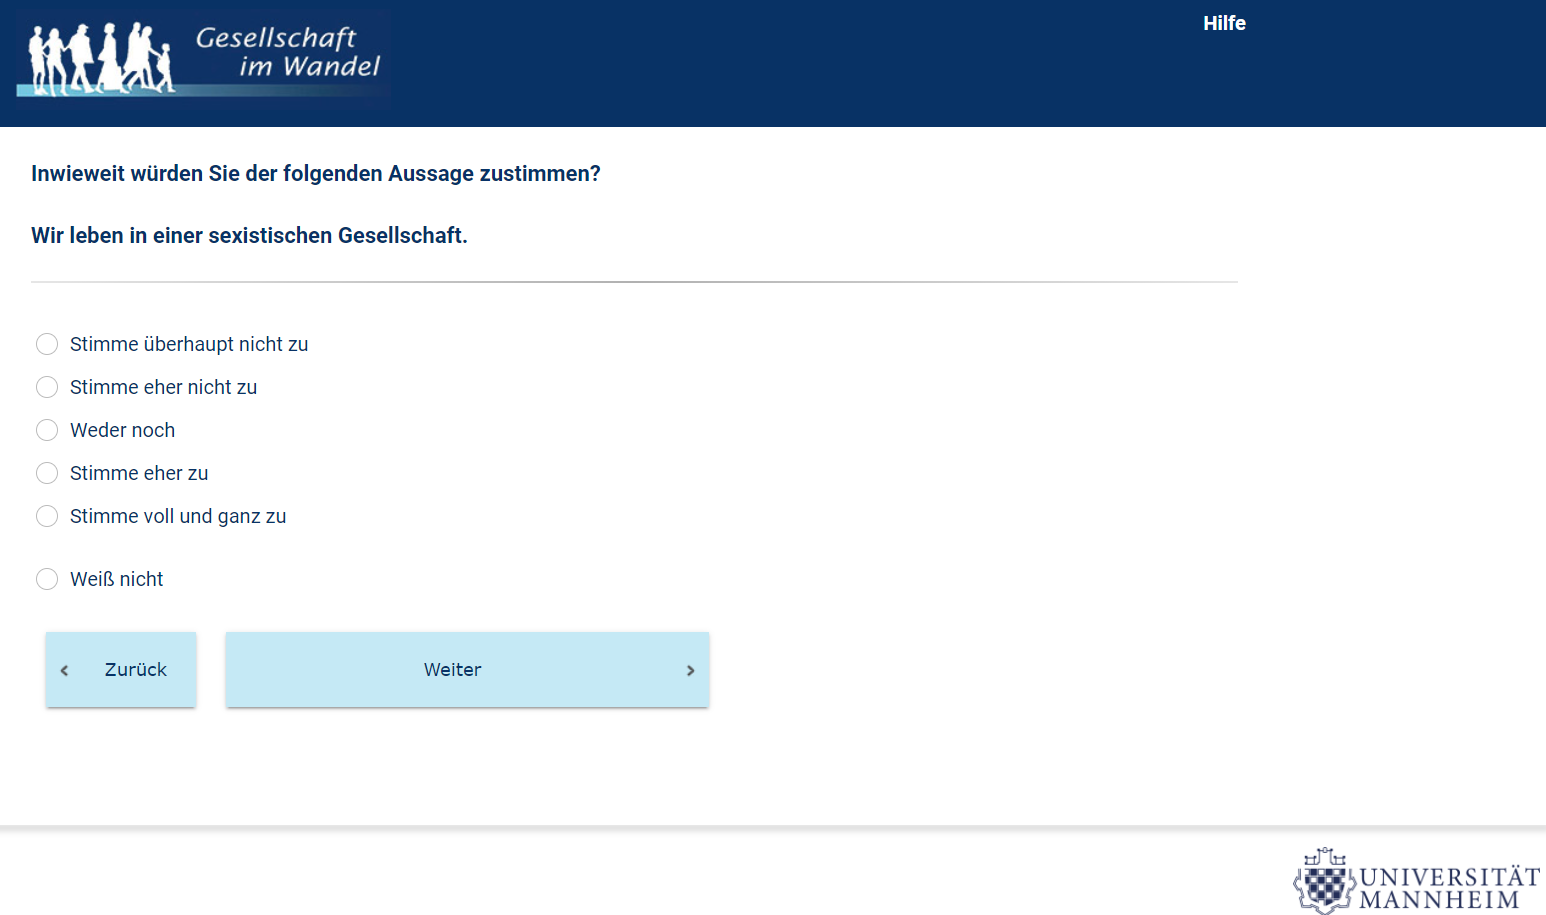 Gesellschaft
im Wandel
Hilfe
Inwieweit würden Sie der folgenden Aussage zustimmen?
Wir leben in einer sexistischen Gesellschaft.
Stimme überhaupt nicht zu
Stimme eher nicht zu
Weder noch
Stimme eher zu
Stimme voll und ganz zu
Weiß nicht
Zurück
Weiter
UNIVERSITÄT
MANNHEIM